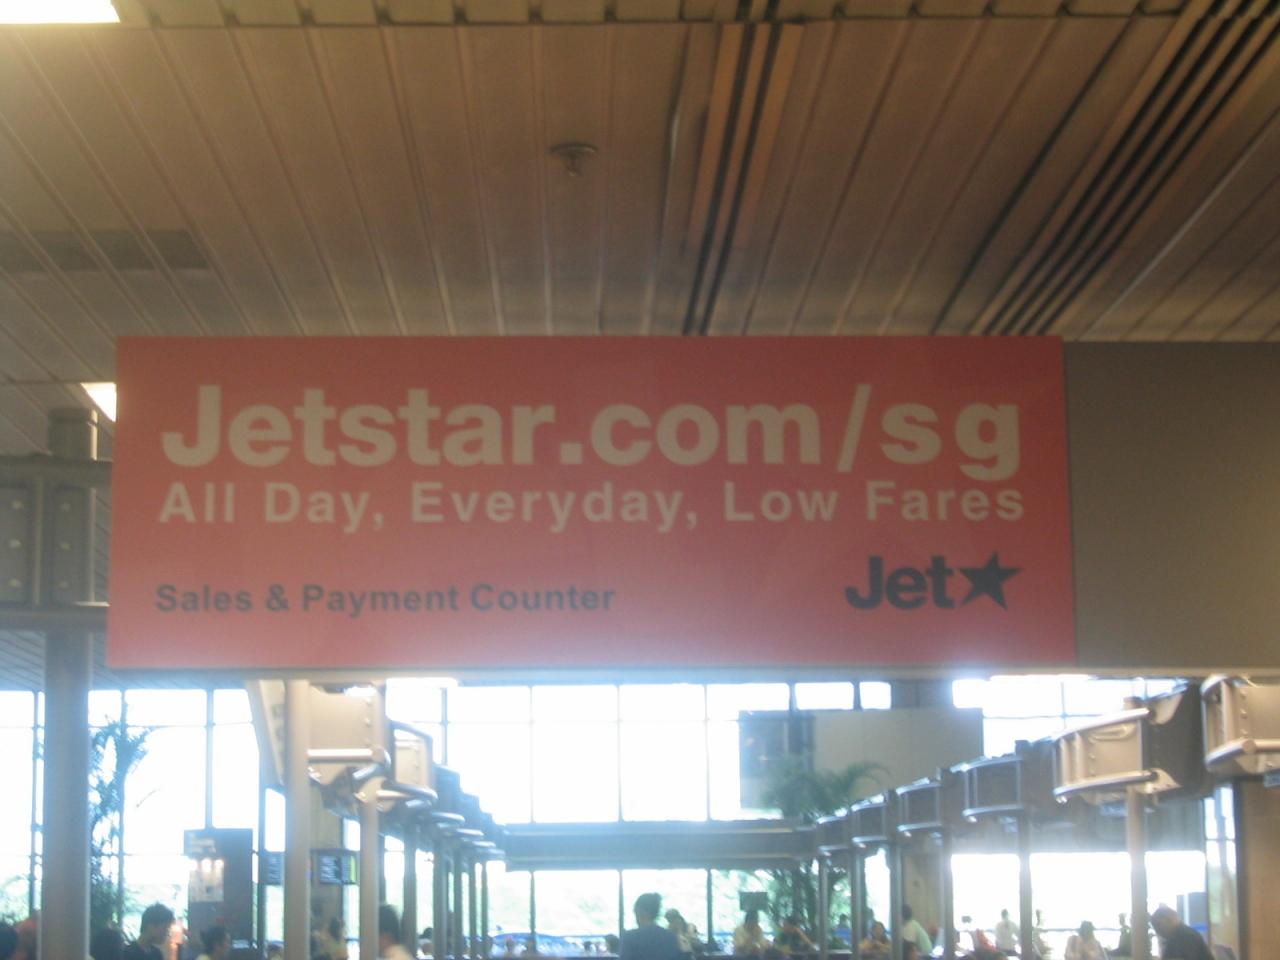 Jetstar.com/sg
All Day, Everyday, Low Fares
Sales & Payment Counter
Jet★